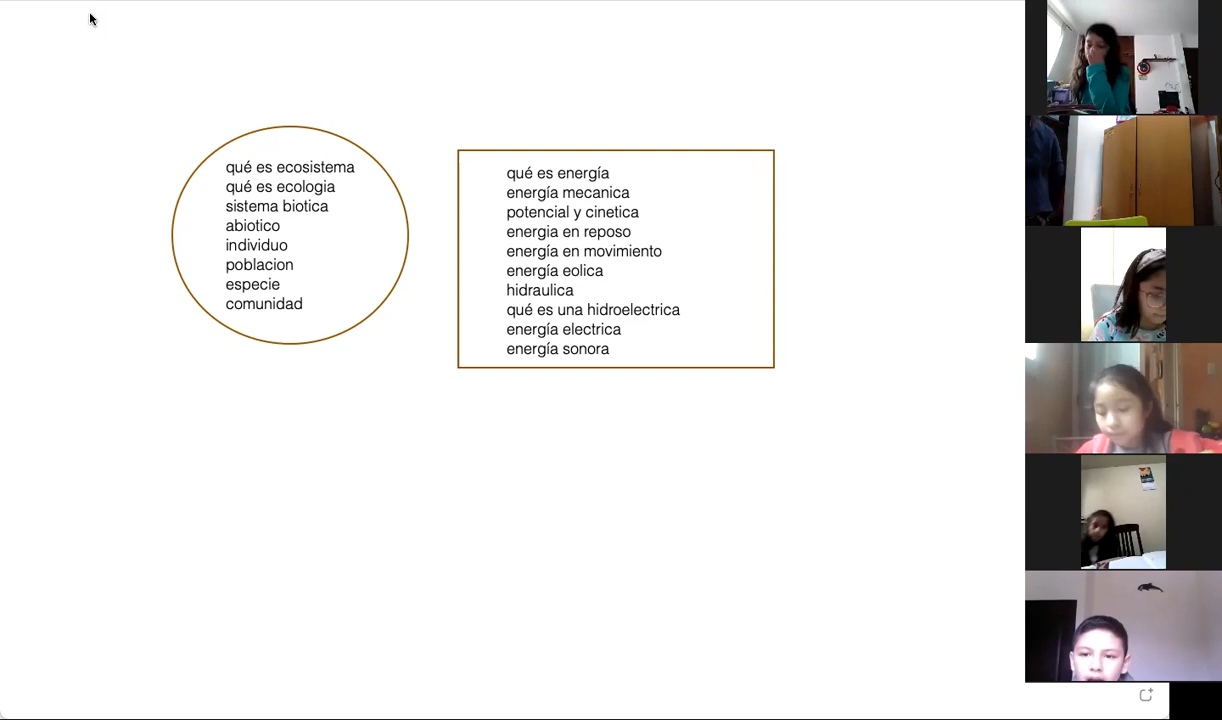 qué es ecosistema
qué es ecologia
sistema biotica
abiotico
individuo
poblacion
especie
comunidad
qué es energía
energía mecanica
potencial y cinetica
energia en reposo
energía en movimiento
energía eolica
hidraulica
qué es una hidroelectrica
energía electrica
energía sonora